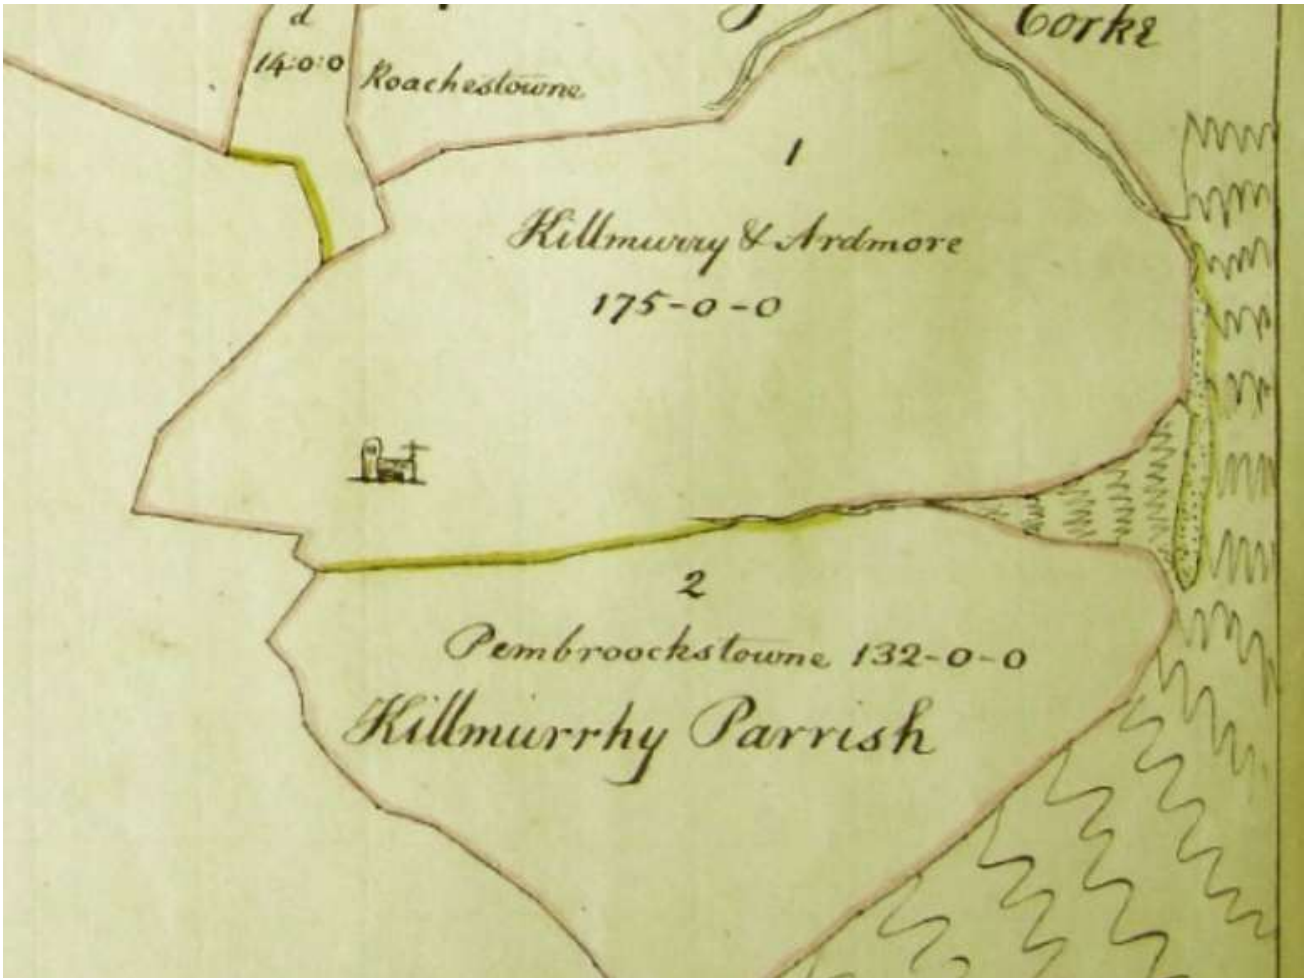 Corke
d
14:0:0
Roachestowne
1
Killmurry & Ardmore
175-0-0
2
Pembroockstowne 132-0-0
Killmurrhy Parrish